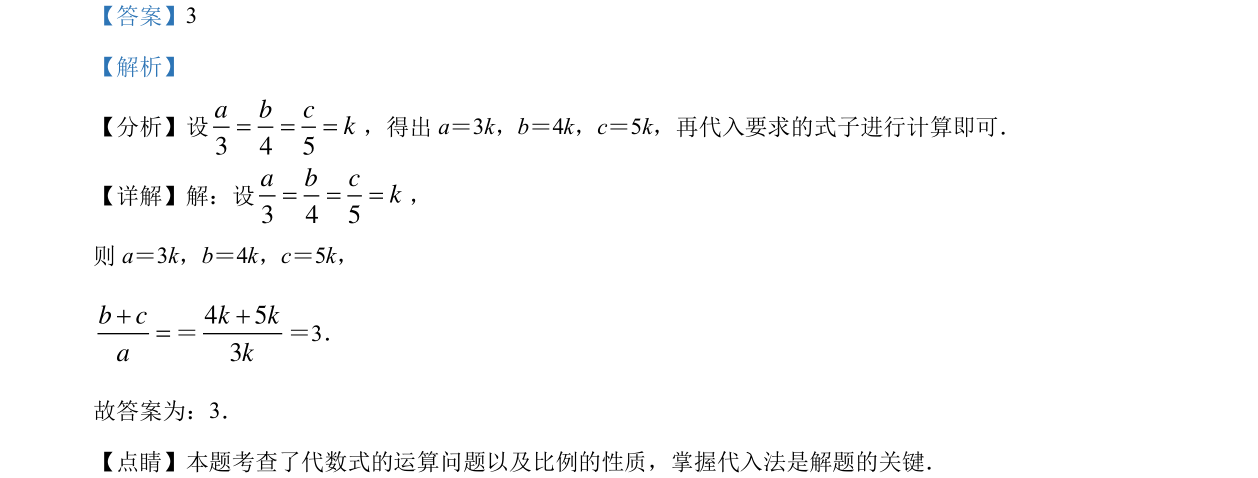 【答案】3
【解析】
【分析】设 a/3 = b/4 = c/5 = k，得出 a＝3k，b＝4k，c＝5k，再代入要求的式子进行计算即可．
【详解】解：设 a/3 = b/4 = c/5 = k，
则 a＝3k，b＝4k，c＝5k，
(b+c)/a = ＝ (4k+5k)/3k ＝3．
故答案为：3．
【点睛】本题考查了代数式的运算问题以及比例的性质，掌握代入法是解题的关键．